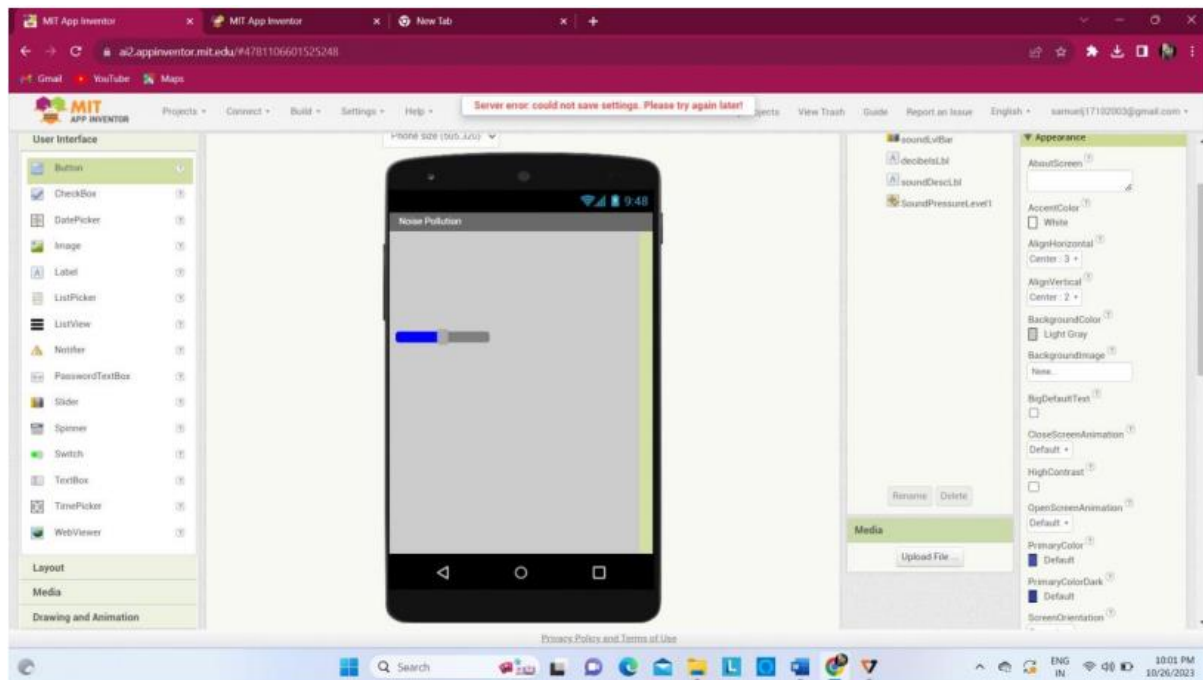 MIT App Inventor
MIT App Inventor
New Tab
ai2.appinventor.mit.edu/#4781106601525248
Gmail YouTube Maps
MIT
APP INVENTOR
Projects
Connect
Build
Settings
Help
Server error: could not save settings. Please try again later!
View Trash
Guide
Report an Issue
English
User Interface
Button
CheckBox
DatePicker
Image
Label
ListPicker
ListView
Notifier
PasswordTextBox
Slider
Spinner
Switch
TextBox
TimePicker
WebViewer
Layout
Media
Drawing and Animation
Phone size (505,320)
9:48
Noise Pollution
soundLvlBar
decibelsLbl
soundDescLbl
SoundPressureLevel1
Rename Delete
Media
Upload File ...
Appearance
AboutScreen
AccentColor
White
AlignHorizontal
Center : 3
AlignVertical
Center : 2
BackgroundColor
Light Gray
BackgroundImage
None...
BigDefaultText
CloseScreenAnimation
Default
HighContrast
OpenScreenAnimation
Default
PrimaryColor
Default
PrimaryColorDark
Default
ScreenOrientation
Privacy Policy and Terms of Use
Search
ENG
IN
10:01 PM
10/26/2023